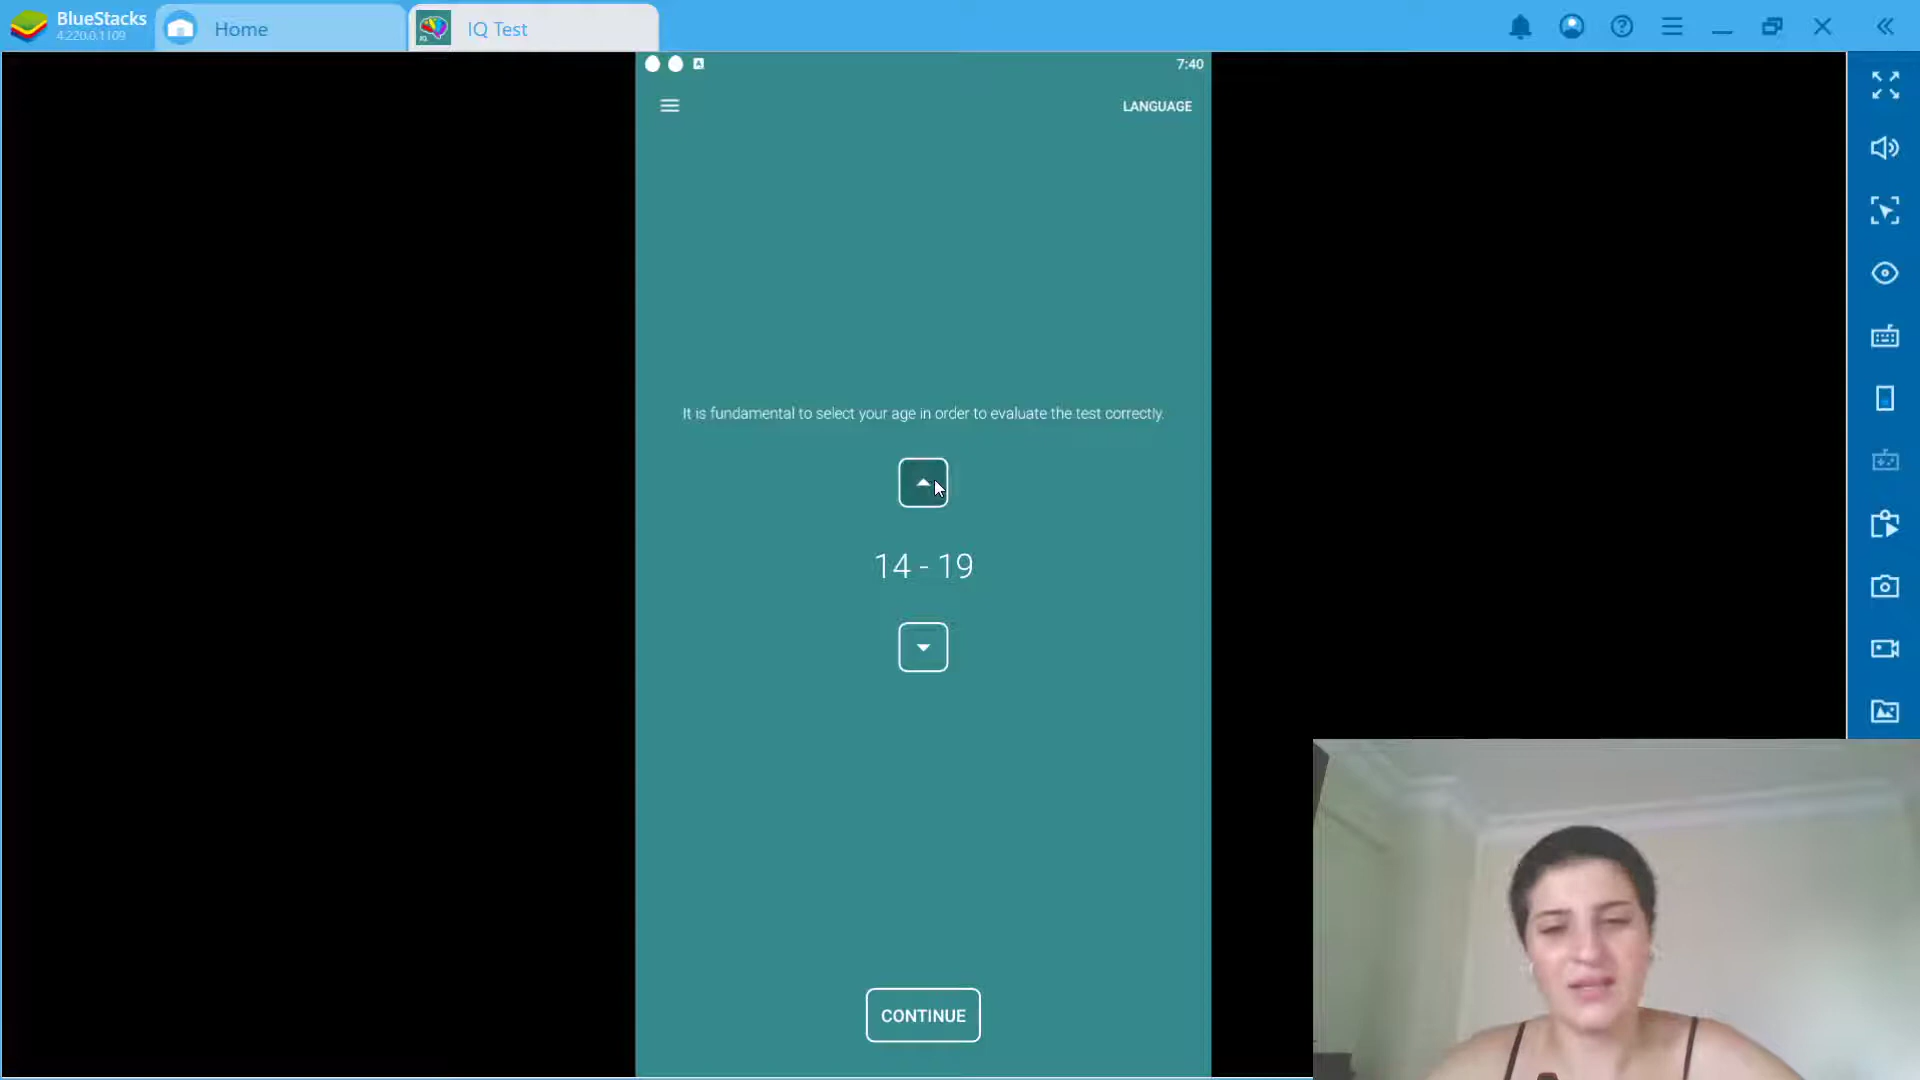 BlueStacks
4.220.0.1109
Home
IQ Test
7:40
LANGUAGE
It is fundamental to select your age in order to evaluate the test correctly.
14 - 19
CONTINUE